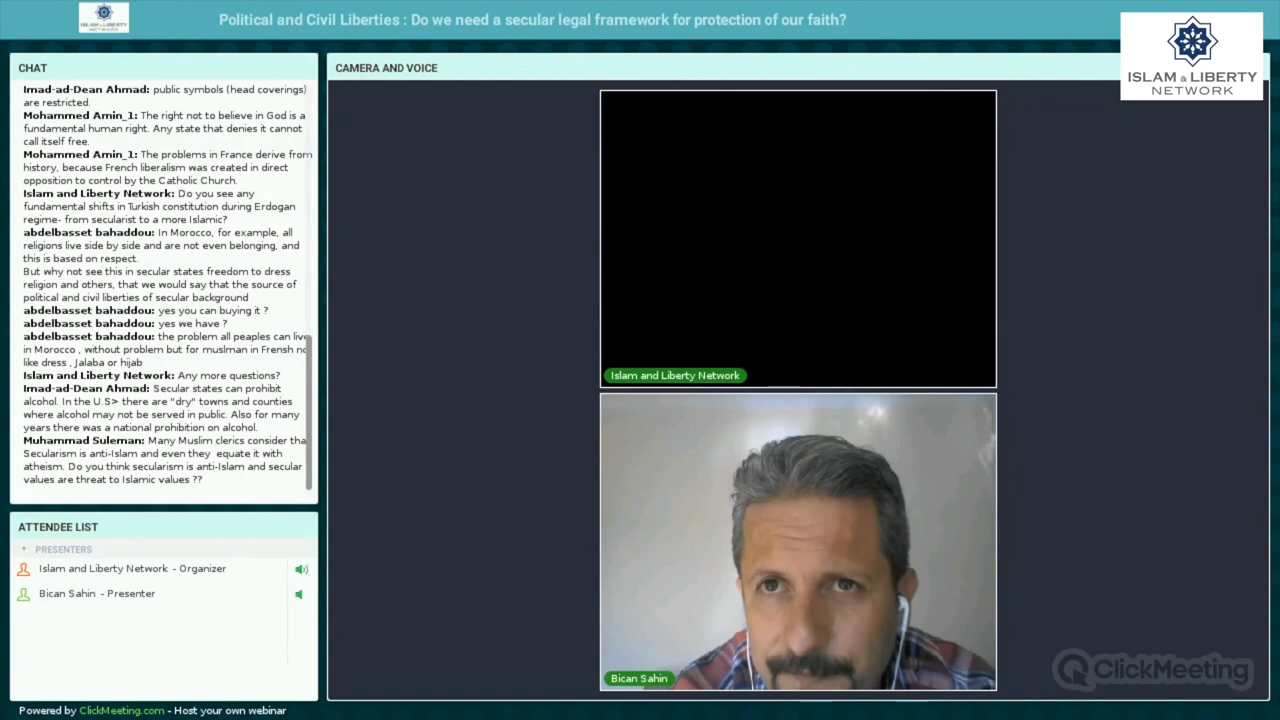 Political and Civil Liberties : Do we need a secular legal framework for protection of our faith?
ISLAM & LIBERTY
NETWORK
ISLAM & LIBERTY
NETWORK
CHAT
Imad-ad-Dean Ahmad: public symbols (head coverings)
are restricted.
Mohammed Amin_1: The right not to believe in God is a
fundamental human right. Any state that denies it cannot
call itself free.
Mohammed Amin_1: The problems in France derive from
history, because French liberalism was created in direct
opposition to control by the Catholic Church.
Islam and Liberty Network: Do you see any
fundamental shifts in Turkish constitution during Erdogan
regime- from secularist to a more Islamic?
abdelbasset bahaddou: In Morocco, for example, all
religions live side by side and are not even belonging, and
this is based on respect.
But why not see this in secular states freedom to dress
religion and others, that we would say that the source of
political and civil liberties of secular background
abdelbasset bahaddou: yes you can buying it ?
abdelbasset bahaddou: yes we have ?
abdelbasset bahaddou: the problem all peaples can live
in Morocco , without problem but for muslman in Frensh no
like dress , Jalaba or hijab
Islam and Liberty Network: Any more questions?
Imad-ad-Dean Ahmad: Secular states can prohibit
alcohol. In the U.S> there are "dry" towns and counties
where alcohol may not be served in public. Also for many
years there was a national prohibition on alcohol.
Muhammad Suleman: Many Muslim clerics consider tha
Secularism is anti-Islam and even they equate it with
atheism. Do you think secularism is anti-Islam and secular
values are threat to Islamic values ??
ATTENDEE LIST
PRESENTERS
Islam and Liberty Network - Organizer
Bican Sahin - Presenter
CAMERA AND VOICE
Islam and Liberty Network
Bican Sahin
ClickMeeting
Powered by ClickMeeting.com - Host your own webinar